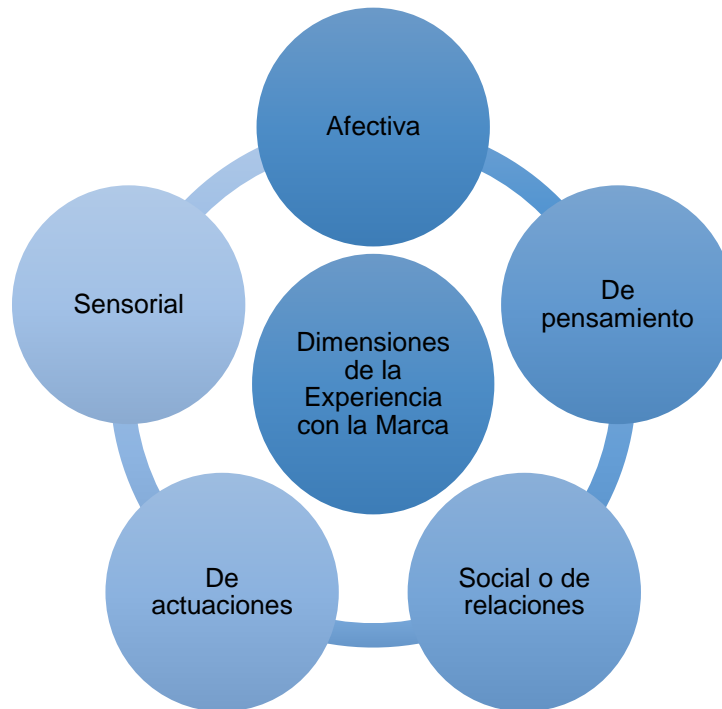 Afectiva
De
pensamiento
Social o de
relaciones
De
actuaciones
Sensorial
Dimensiones
de la
Experiencia
con la Marca